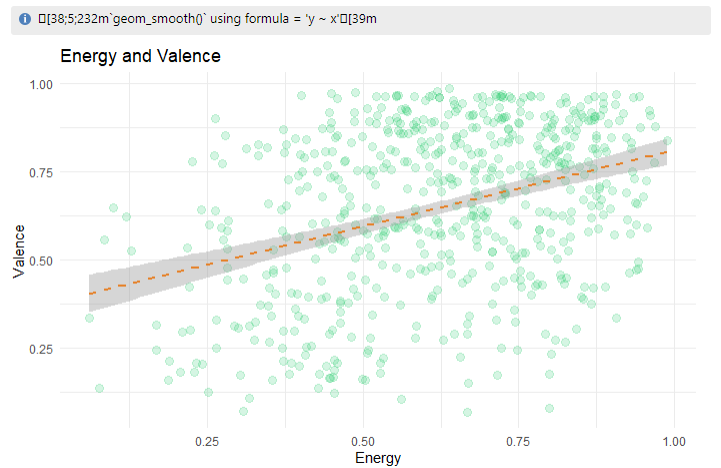 [38;5;232m`geom_smooth()` using formula = 'y ~ x'[39m
Energy and Valence
1.00
0.75
0.50
0.25
Valence
0.25 0.50 0.75 1.00
Energy